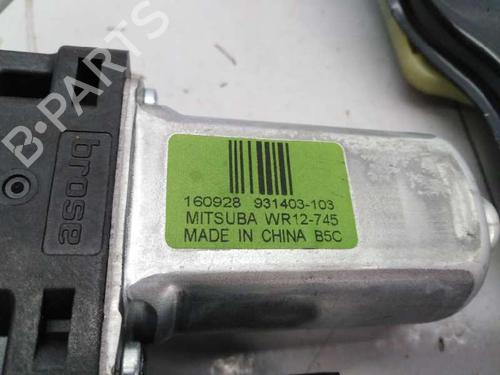 B-PARTS
brose
160928 931403-103
MITSUBA WR12-745
MADE IN CHINA B5C